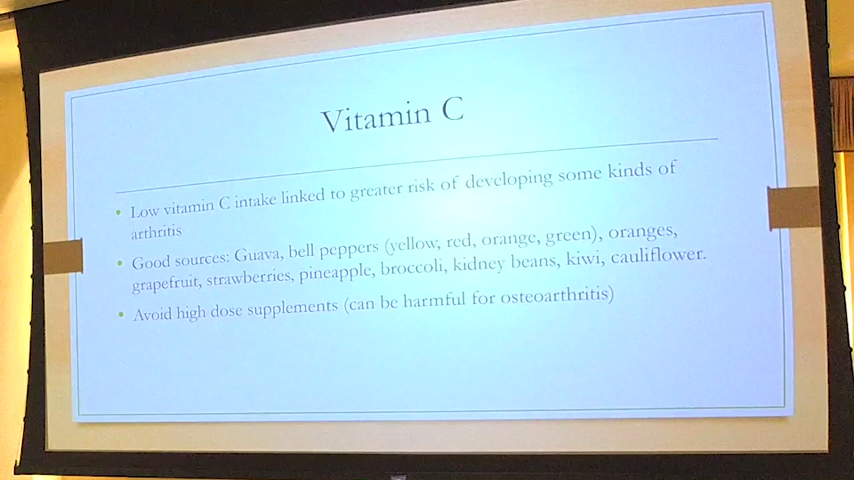 Vitamin C
• Low vitamin C intake linked to greater risk of developing some kinds of
arthritis
• Good sources: Guava, bell peppers (yellow, red, orange, green), oranges,
grapefruit, strawberries, pineapple, broccoli, kidney beans, kiwi, cauliflower.
• Avoid high dose supplements (can be harmful for osteoarthritis)